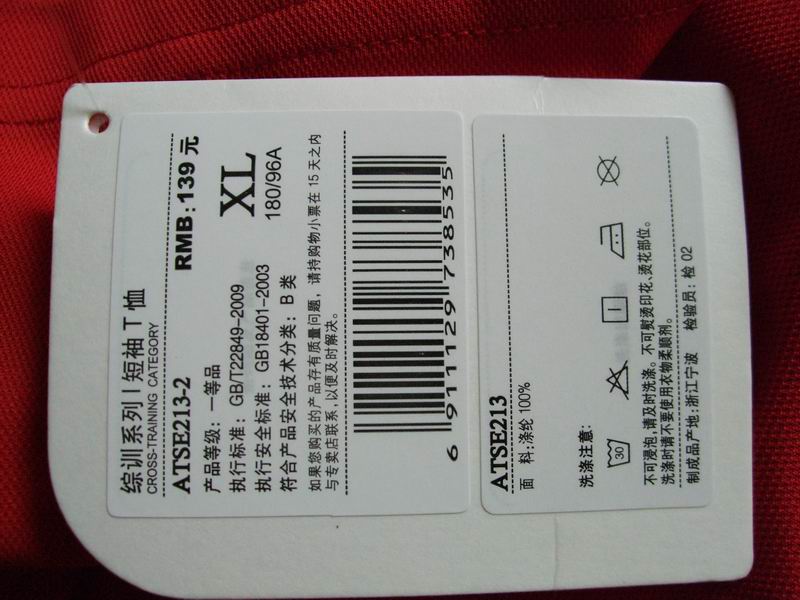 综训系列 | 短袖T恤
CROSS-TRAINING CATEGORY
ATSE213-2 RMB: 139 元
产品等级: 一等品 XL
执行标准: GB/T22849-2009 180/96A
执行安全标准: GB18401-2003
符合产品安全技术分类: B 类
如果您购买的产品存有质量问题, 请持购物小票在 15 天之内
与专卖店联系,以便及时解决。
6 911129 738535
ATSE213
面 料:涤纶 100%
洗涤注意:
30
不可浸泡,请及时洗涤。不可熨烫印花、烫花部位。
洗涤时请不要使用衣物柔顺剂。
制成品产地:浙江宁波 检验员: 检 02